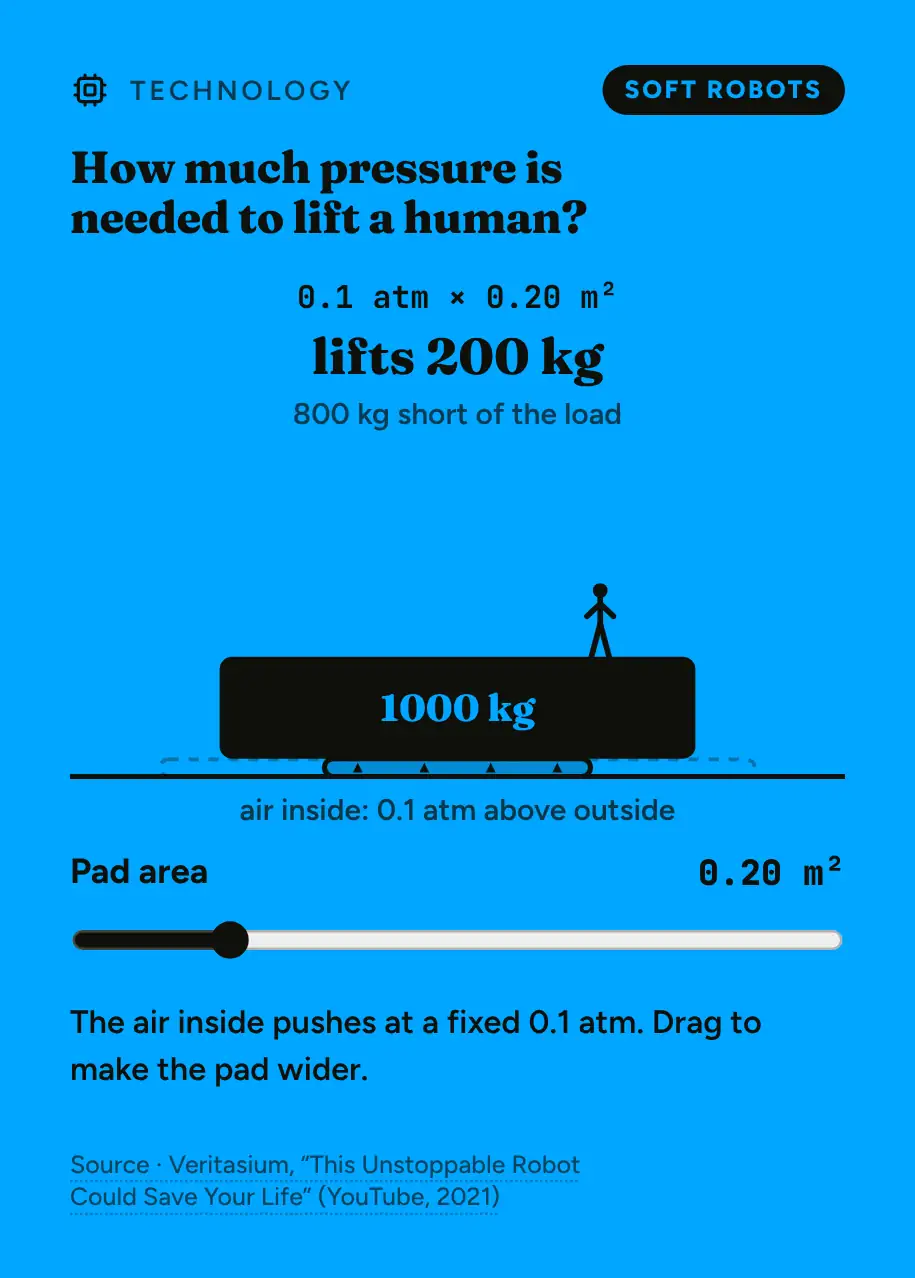 TECHNOLOGY
SOFT ROBOTS
How much pressure is
needed to lift a human?
0.1 atm × 0.20 m²
lifts 200 kg
800 kg short of the load
1000 kg
air inside: 0.1 atm above outside
Pad area
0.20 m²
The air inside pushes at a fixed 0.1 atm. Drag to
make the pad wider.
Source · Veritasium, “This Unstoppable Robot
Could Save Your Life” (YouTube, 2021)